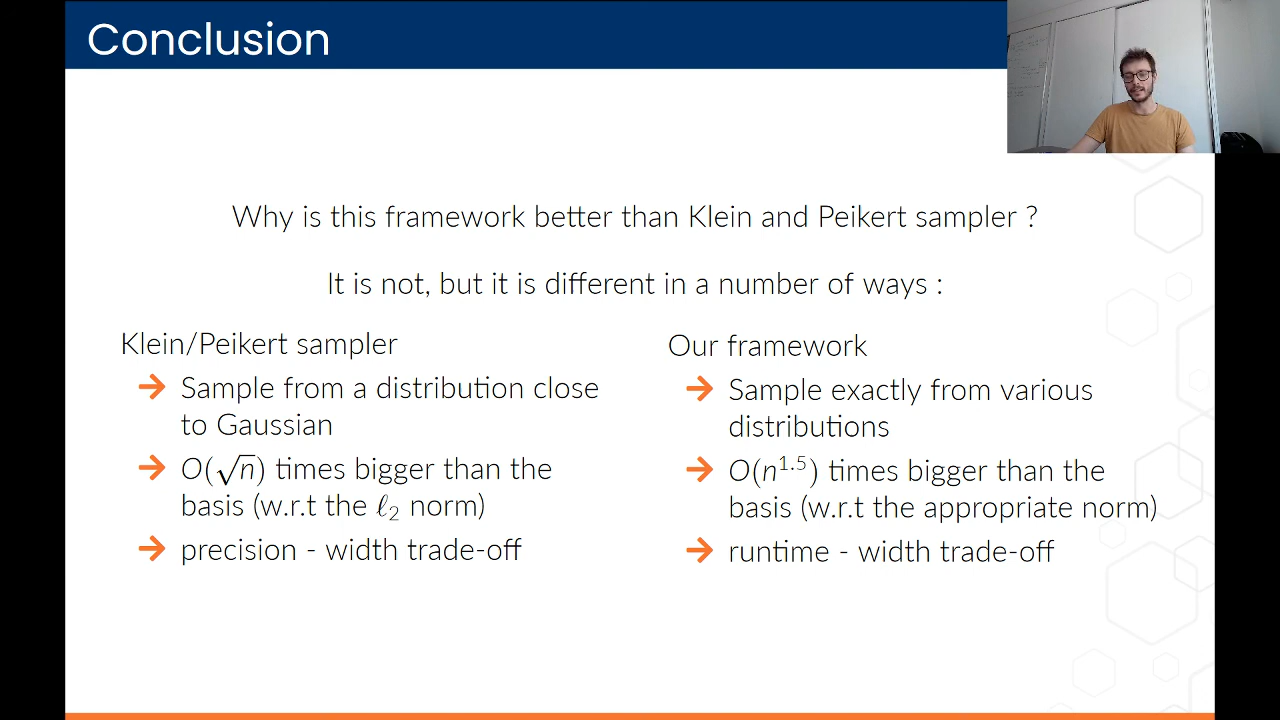 Conclusion
Why is this framework better than Klein and Peikert sampler ?
It is not, but it is different in a number of ways :
Klein/Peikert sampler
→ Sample from a distribution close
to Gaussian
→ O(√n) times bigger than the
basis (w.r.t the ℓ₂ norm)
→ precision - width trade-off
Our framework
→ Sample exactly from various
distributions
→ O(n^1.5) times bigger than the
basis (w.r.t the appropriate norm)
→ runtime - width trade-off